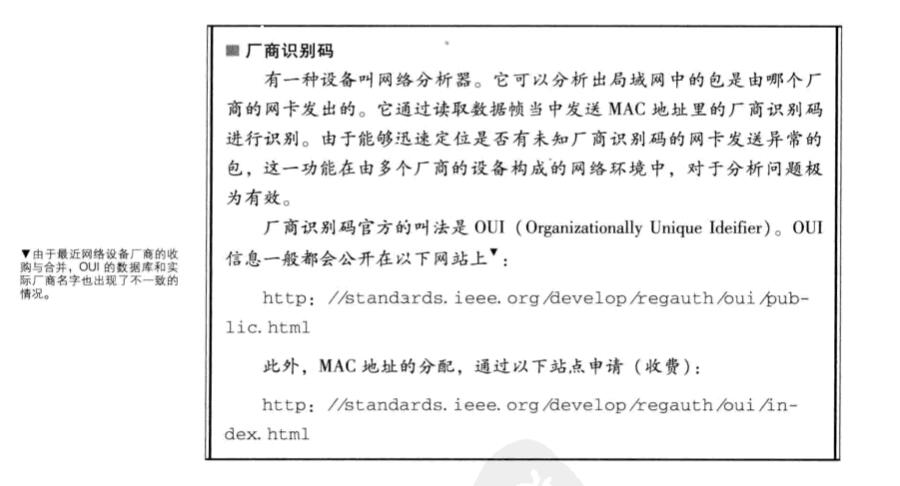 ■ 厂商识别码
有一种设备叫网络分析器。它可以分析出局域网中的包是由哪个厂
商的网卡发出的。它通过读取数据帧当中发送 MAC 地址里的厂商识别码
进行识别。由于能够迅速定位是否有未知厂商识别码的网卡发送异常的
包，这一功能在由多个厂商的设备构成的网络环境中，对于分析问题极
为有效。
厂商识别码官方的叫法是 OUI（Organizationally Unique Ideifier）。OUI
信息一般都会公开在以下网站上▼：
http: //standards. ieee. org/develop/regauth/oui/pub-
lic. html
此外，MAC 地址的分配，通过以下站点申请（收费）：
http: //standards. ieee. org/develop/regauth/oui/in-
dex. html
▼由于最近网络设备厂商的收
购与合并，OUI 的数据库和实
际厂商名字也出现了不一致的
情况。